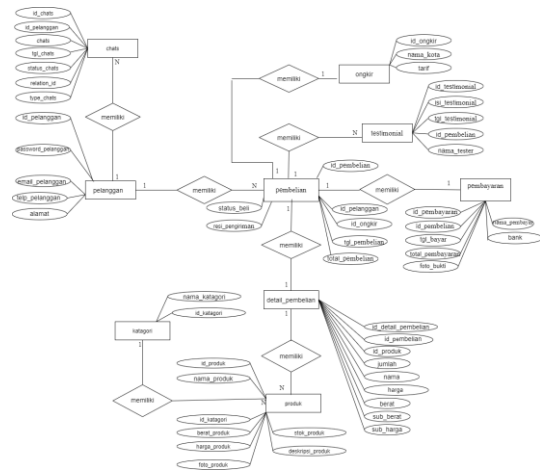 id_chats
id_pelanggan
chats
tgl_chats
status_chats
relation_id
type_chats
chats
N
memiliki
1
id_pelanggan
password_pelanggan
email_pelanggan
telp_pelanggan
alamat
pelanggan
1
memiliki
N
memiliki
1
ongkir
id_ongkir
nama_kota
tarif
1
memiliki
N
testimonial
id_testimonial
isi_testimonial
tgl_testimonial
id_pembelian
nama_tester
1
pembelian
id_pembelian
status_beli
resi_pengiriman
id_pelanggan
id_ongkir
tgl_pembelian
total_pembelian
1
memiliki
1
pembayaran
id_pembayaran
id_pembelian
tgl_bayar
total_pembayaran
foto_bukti
bank
1
memiliki
1
detail_pembelian
id_detail_pembelian
id_pembelian
id_produk
jumlah
nama
harga
berat
sub_berat
sub_harga
1
memiliki
N
nama_katagori
id_katagori
katagori
1
memiliki
N
produk
id_produk
nama_produk
id_katagori
berat_produk
harga_produk
foto_produk
stok_produk
deskripsi_produk